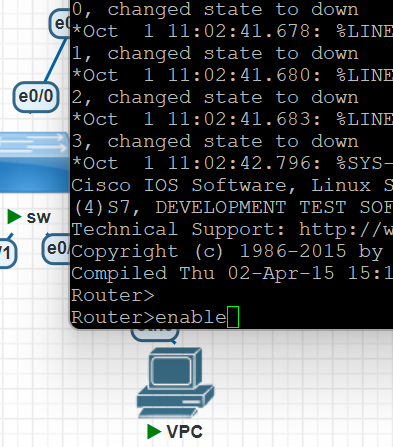 0, changed state to down
*Oct  1 11:02:41.678: %LINE
1, changed state to down
*Oct  1 11:02:41.680: %LINE
2, changed state to down
*Oct  1 11:02:41.683: %LINE
3, changed state to down
*Oct  1 11:02:42.796: %SYS-
Cisco IOS Software, Linux S
(4)S7, DEVELOPMENT TEST SOF
Technical Support: http://w
Copyright (c) 1986-2015 by
Compiled Thu 02-Apr-15 15:1
Router>
Router>enable
e0/0
sw
/1
VPC